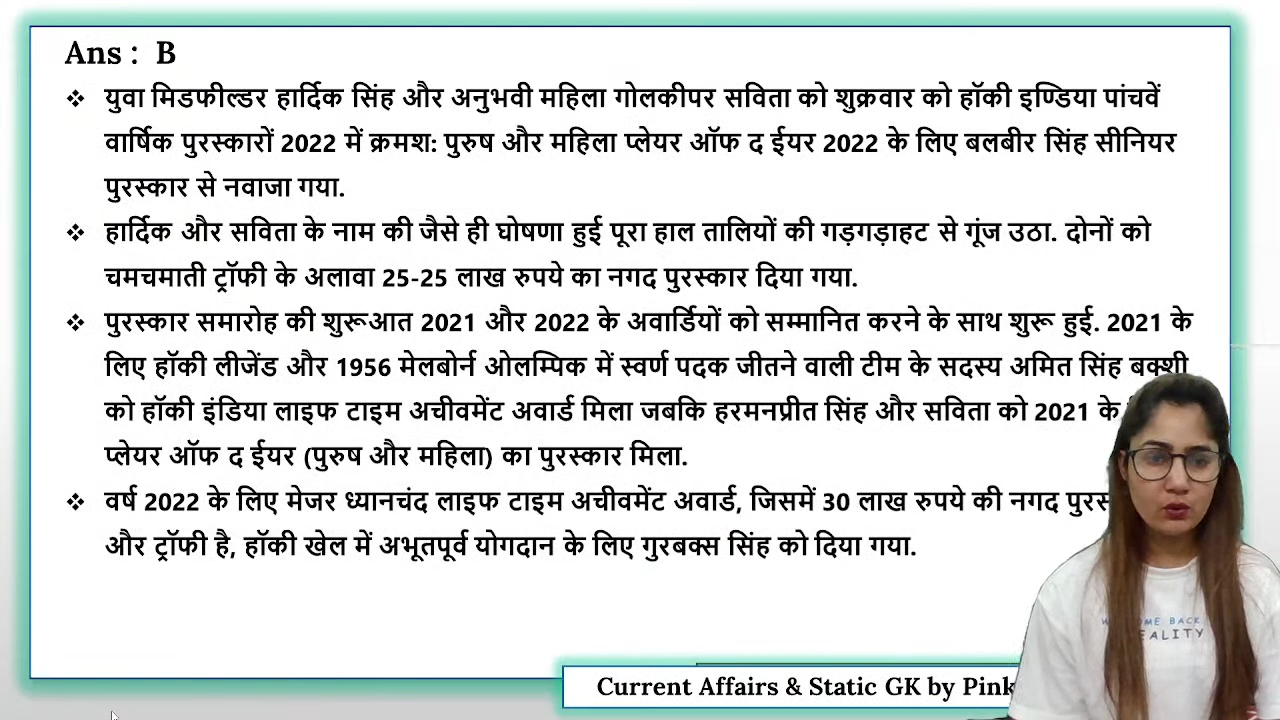 Ans : B
❖ युवा मिडफील्डर हार्दिक सिंह और अनुभवी महिला गोलकीपर सविता को शुक्रवार को हॉकी इण्डिया पांचवें
वार्षिक पुरस्कारों 2022 में क्रमश: पुरुष और महिला प्लेयर ऑफ द ईयर 2022 के लिए बलबीर सिंह सीनियर
पुरस्कार से नवाजा गया.
❖ हार्दिक और सविता के नाम की जैसे ही घोषणा हुई पूरा हाल तालियों की गड़गड़ाहट से गूंज उठा. दोनों को
चमचमाती ट्रॉफी के अलावा 25-25 लाख रुपये का नगद पुरस्कार दिया गया.
❖ पुरस्कार समारोह की शुरूआत 2021 और 2022 के अवार्डियों को सम्मानित करने के साथ शुरू हुई. 2021 के
लिए हॉकी लीजेंड और 1956 मेलबोर्न ओलम्पिक में स्वर्ण पदक जीतने वाली टीम के सदस्य अमित सिंह बक्शी
को हॉकी इंडिया लाइफ टाइम अचीवमेंट अवार्ड मिला जबकि हरमनप्रीत सिंह और सविता को 2021 के
प्लेयर ऑफ द ईयर (पुरुष और महिला) का पुरस्कार मिला.
❖ वर्ष 2022 के लिए मेजर ध्यानचंद लाइफ टाइम अचीवमेंट अवार्ड, जिसमें 30 लाख रुपये की नगद
और ट्रॉफी है, हॉकी खेल में अभूतपूर्व योगदान के लिए गुरबक्स सिंह को दिया गया.
BACK
Current Affairs & Static GK by Pink